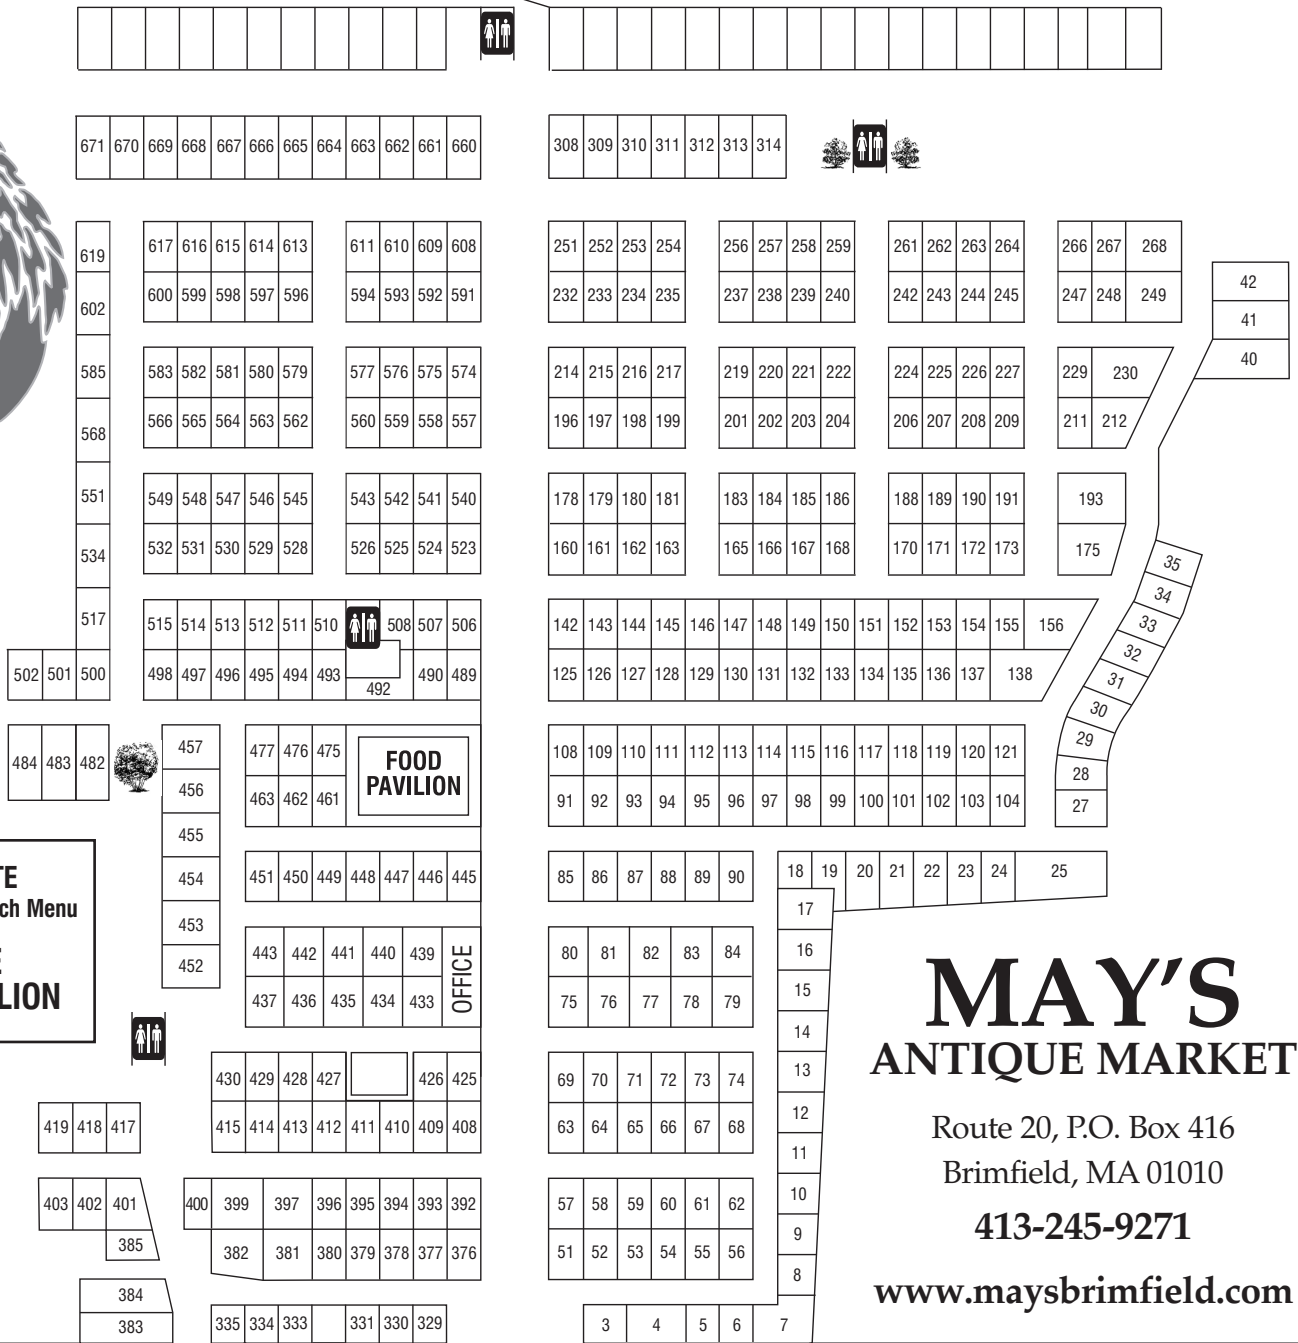 671 670 669 668 667 666 665 664 663 662 661 660 308 309 310 311 312 313 314
619 617 616 615 614 613 611 610 609 608 251 252 253 254 256 257 258 259 261 262 263 264 266 267 268
602 600 599 598 597 596 594 593 592 591 232 233 234 235 237 238 239 240 242 243 244 245 247 248 249
42
41
40
585 583 582 581 580 579 577 576 575 574 214 215 216 217 219 220 221 222 224 225 226 227 229 230
568 566 565 564 563 562 560 559 558 557 196 197 198 199 201 202 203 204 206 207 208 209 211 212
551 549 548 547 546 545 543 542 541 540 178 179 180 181 183 184 185 186 188 189 190 191 193
534 532 531 530 529 528 526 525 524 523 160 161 162 163 165 166 167 168 170 171 172 173 175
35
34
33
32
31
30
29
28
27
517 515 514 513 512 511 510 508 507 506 142 143 144 145 146 147 148 149 150 151 152 153 154 155 156
502 501 500 498 497 496 495 494 493 492 490 489 125 126 127 128 129 130 131 132 133 134 135 136 137 138
484 483 482
457
456
455
454
453
452
477 476 475
463 462 461
FOOD
PAVILION
108 109 110 111 112 113 114 115 116 117 118 119 120 121
91 92 93 94 95 96 97 98 99 100 101 102 103 104
TE
ch Menu
E
LION
451 450 449 448 447 446 445 85 86 87 88 89 90
18 19 20 21 22 23 24 25
17
16
15
14
13
12
11
10
9
8
443 442 441 440 439
437 436 435 434 433
OFFICE
80 81 82 83 84
75 76 77 78 79
430 429 428 427 426 425 69 70 71 72 73 74
419 418 417 415 414 413 412 411 410 409 408 63 64 65 66 67 68
403 402 401 400 399 397 396 395 394 393 392 57 58 59 60 61 62
385 382 381 380 379 378 377 376 51 52 53 54 55 56
384
383 335 334 333 331 330 329 3 4 5 6 7
MAY'S
ANTIQUE MARKET
Route 20, P.O. Box 416
Brimfield, MA 01010
413-245-9271
www.maysbrimfield.com